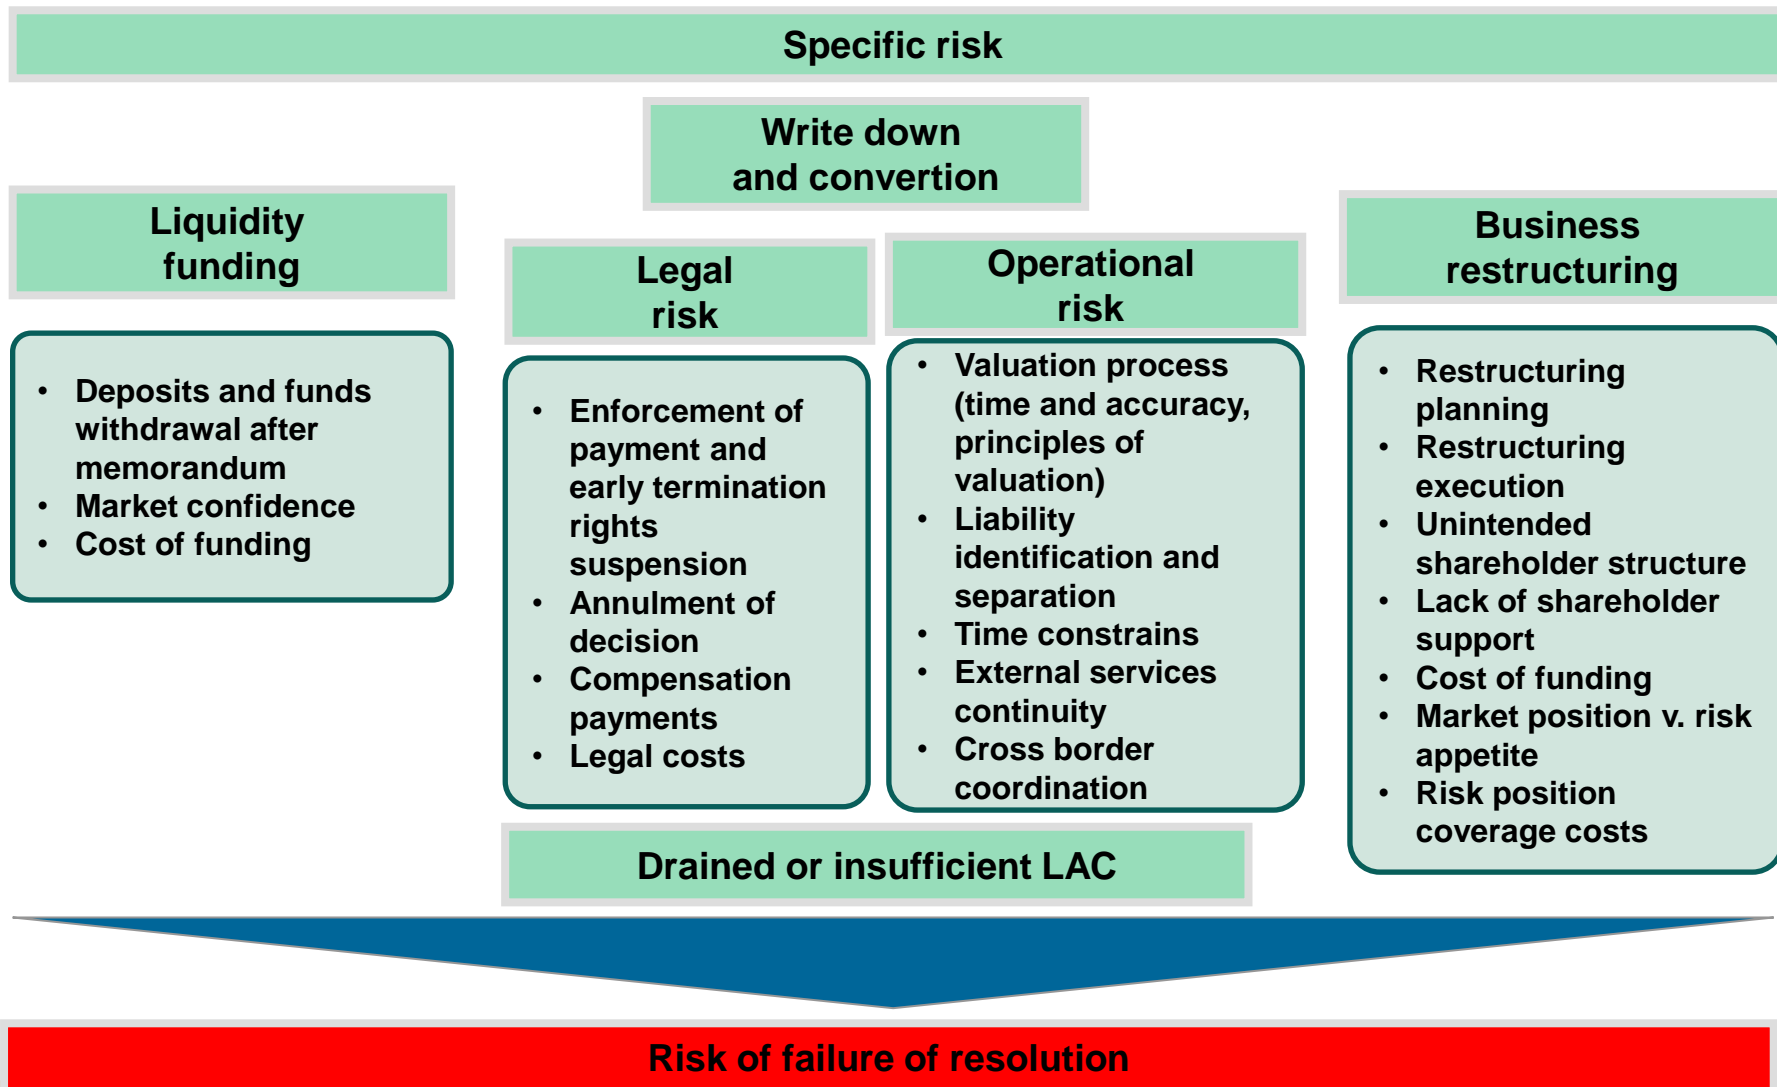 Specific risk
Write down
and convertion
Liquidity
funding
• Deposits and funds
withdrawal after
memorandum
• Market confidence
• Cost of funding
Legal
risk
• Enforcement of
payment and
early termination
rights
suspension
• Annulment of
decision
• Compensation
payments
• Legal costs
Operational
risk
• Valuation process
(time and accuracy,
principles of
valuation)
• Liability
identification and
separation
• Time constrains
• External services
continuity
• Cross border
coordination
Business
restructuring
• Restructuring
planning
• Restructuring
execution
• Unintended
shareholder structure
• Lack of shareholder
support
• Cost of funding
• Market position v. risk
appetite
• Risk position
coverage costs
Drained or insufficient LAC
Risk of failure of resolution